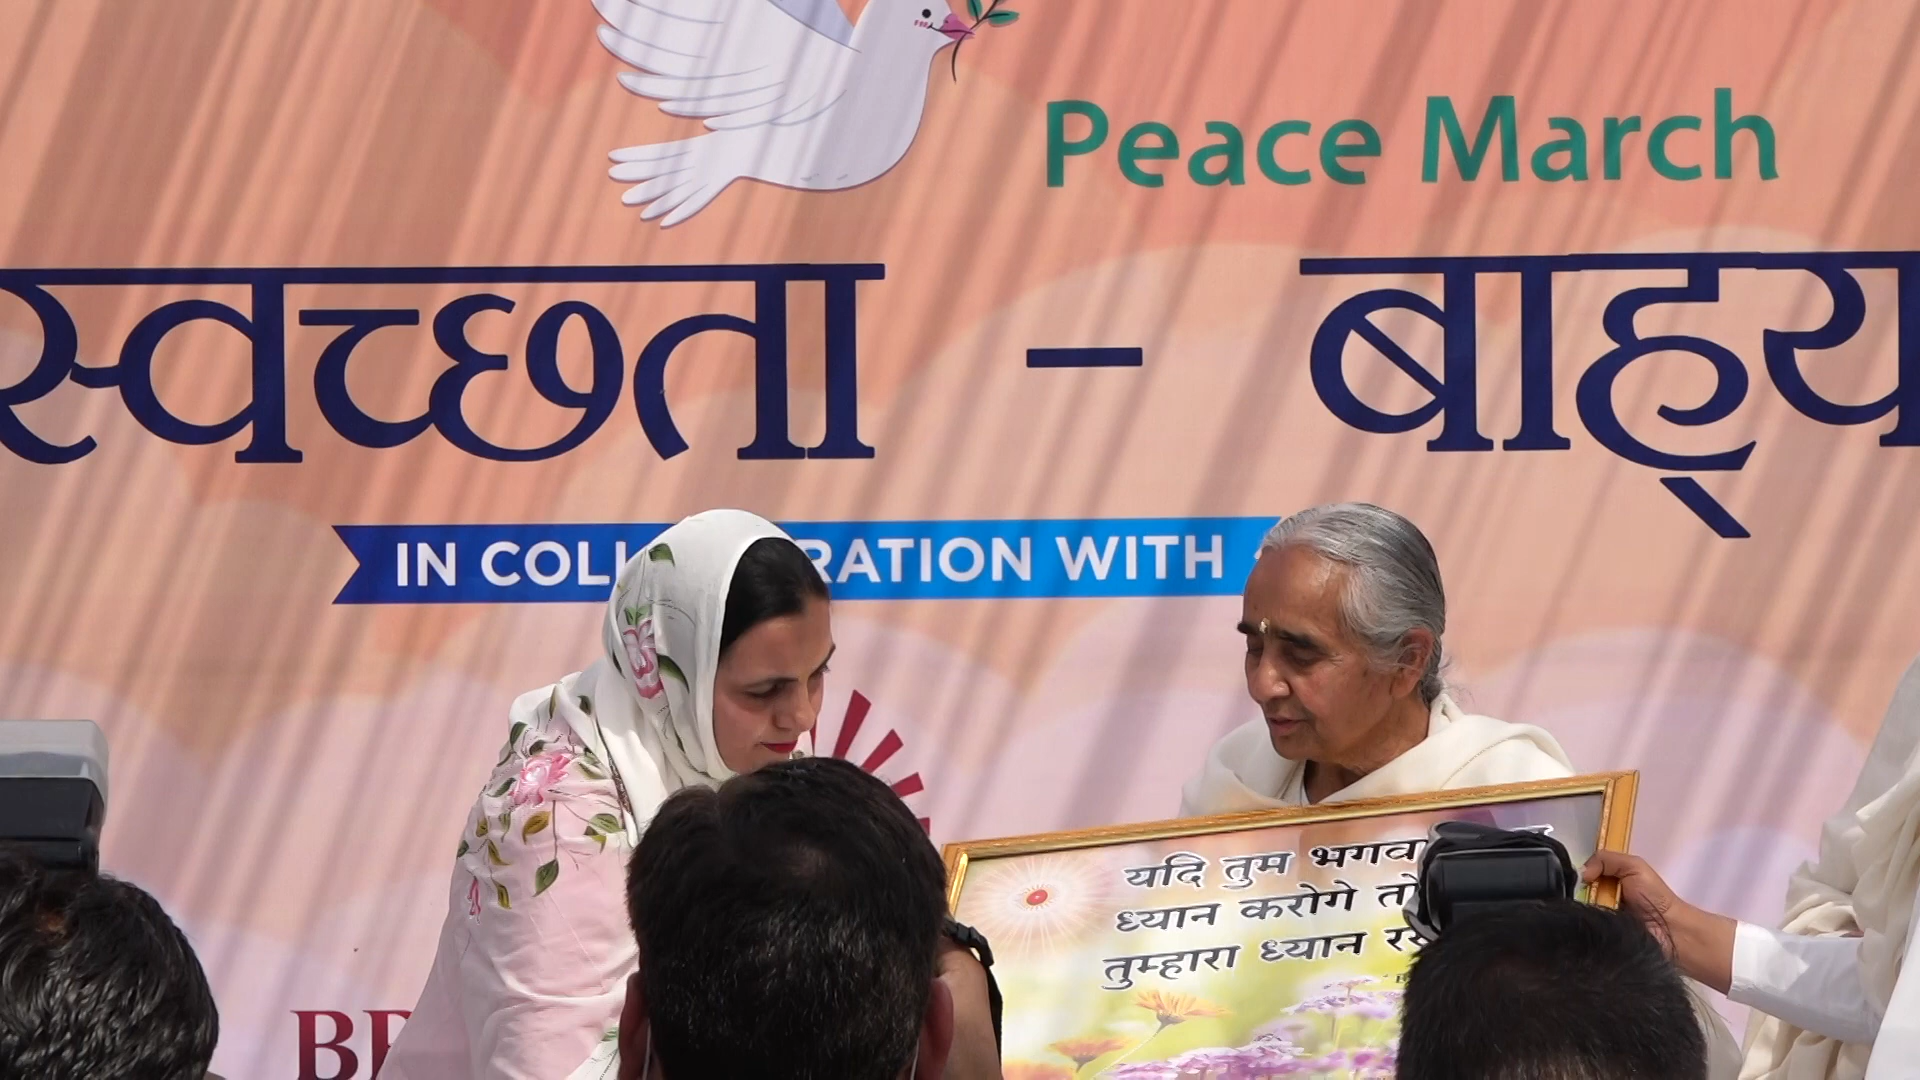 Peace March
स्वच्छता – बाह्य
IN COLL RATION WITH
यदि तुम भगवा
ध्यान करोगे तो
तुम्हारा ध्यान